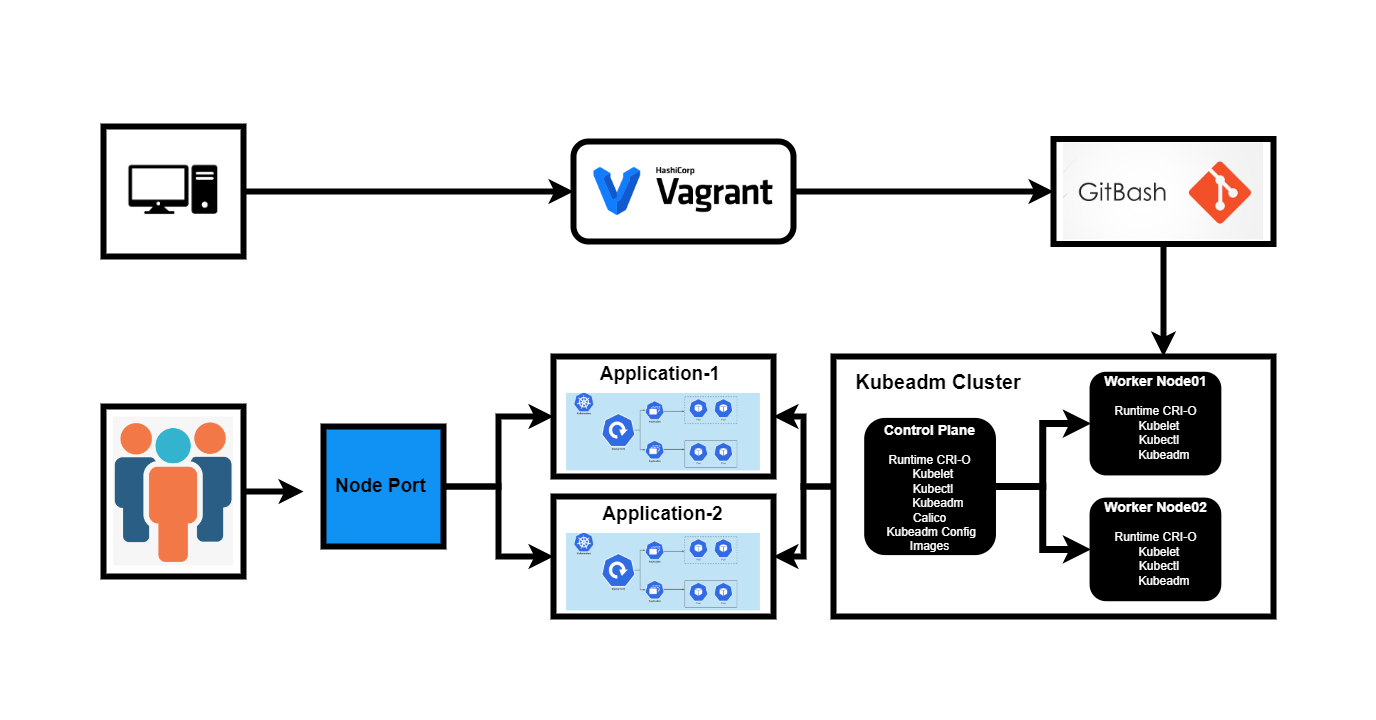 HashiCorp
Vagrant
GitBash
Application-1
Node Port
Application-2
Kubeadm Cluster
Control Plane
Runtime CRI-O
Kubelet
Kubectl
Kubeadm
Calico
Kubeadm Config
Images
Worker Node01
Runtime CRI-O
Kubelet
Kubectl
Kubeadm
Worker Node02
Runtime CRI-O
Kubelet
Kubectl
Kubeadm